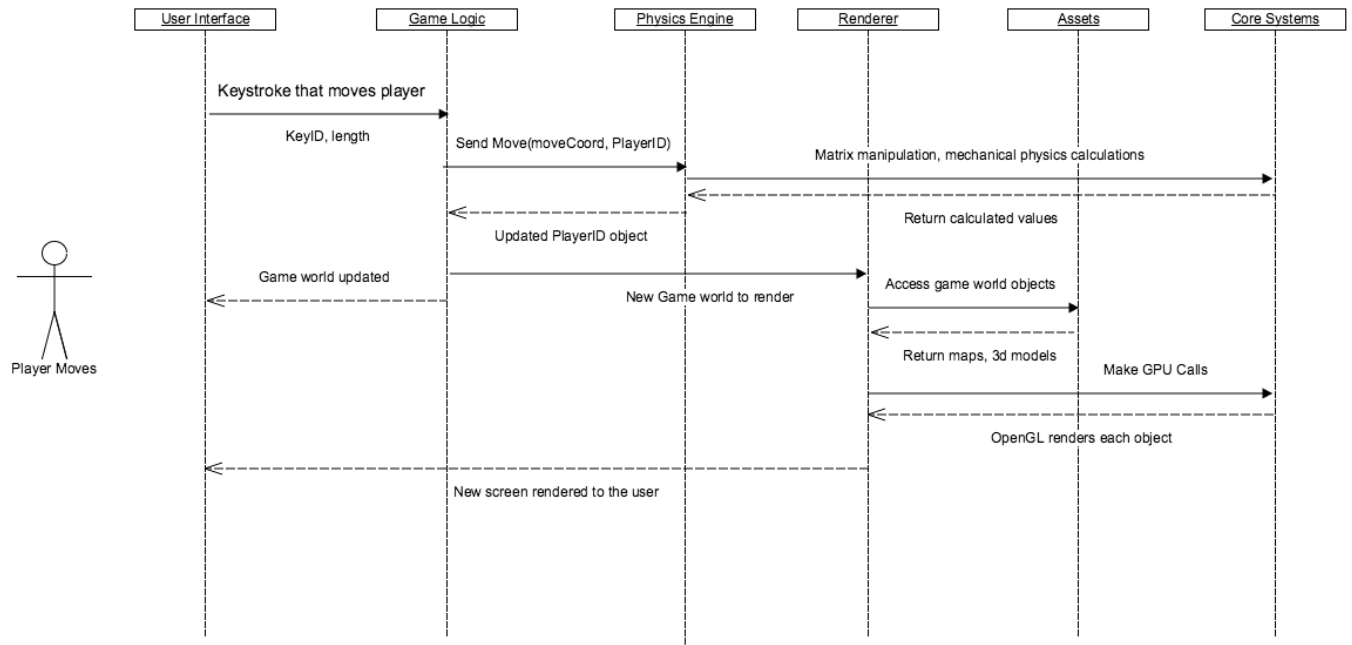 User Interface
Game Logic
Physics Engine
Renderer
Assets
Core Systems
Keystroke that moves player
KeyID, length
Send Move(moveCoord, PlayerID)
Matrix manipulation, mechanical physics calculations
Return calculated values
Updated PlayerID object
Game world updated
New Game world to render
Access game world objects
Return maps, 3d models
Player Moves
Make GPU Calls
OpenGL renders each object
New screen rendered to the user